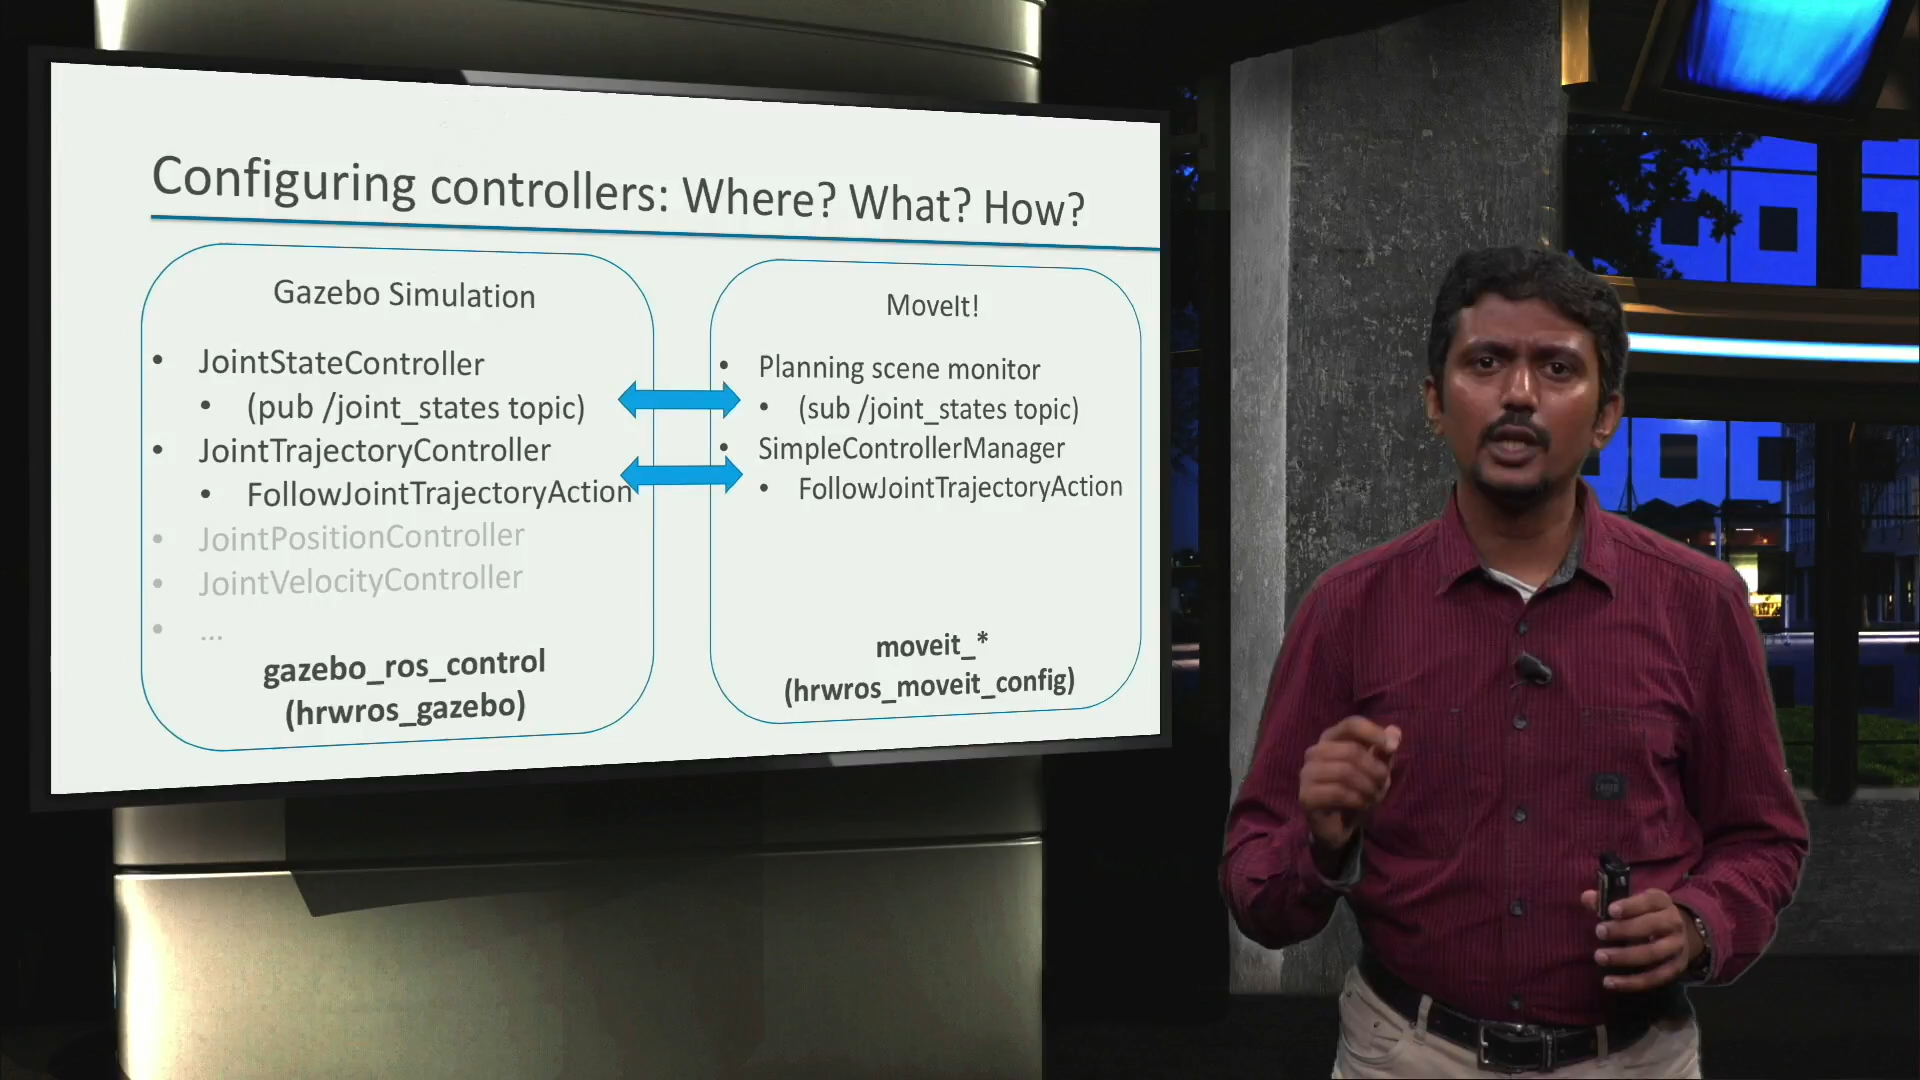 Configuring controllers: Where? What? How?
Gazebo Simulation
• JointStateController
• (pub /joint_states topic)
• JointTrajectoryController
• FollowJointTrajectoryAction
• JointPositionController
• JointVelocityController
• ...
gazebo_ros_control
(hrwros_gazebo)
MoveIt!
• Planning scene monitor
• (sub /joint_states topic)
• SimpleControllerManager
• FollowJointTrajectoryAction
moveit_*
(hrwros_moveit_config)